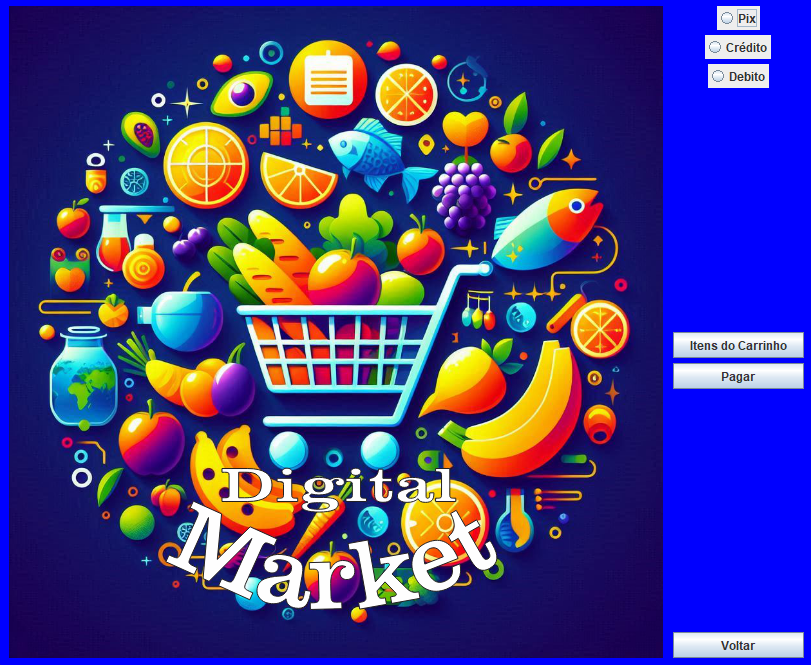 Pix
Crédito
Debito
Itens do Carrinho
Pagar
Digital
Market
Voltar